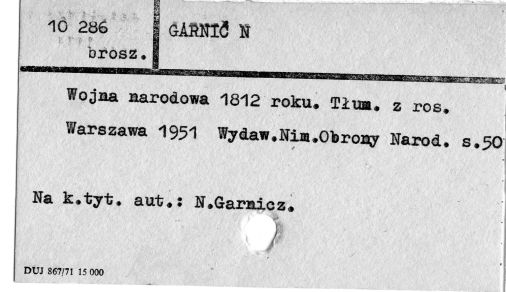 10 286
brosz.
GARNIČ N
Wojna narodowa 1812 roku. Tłum. z ros.
Warszawa 1951 Wydaw.Nim.Obrony Narod. s.50
Na k.tyt. aut.: N.Garnicz.
DUJ 867/71 15 000